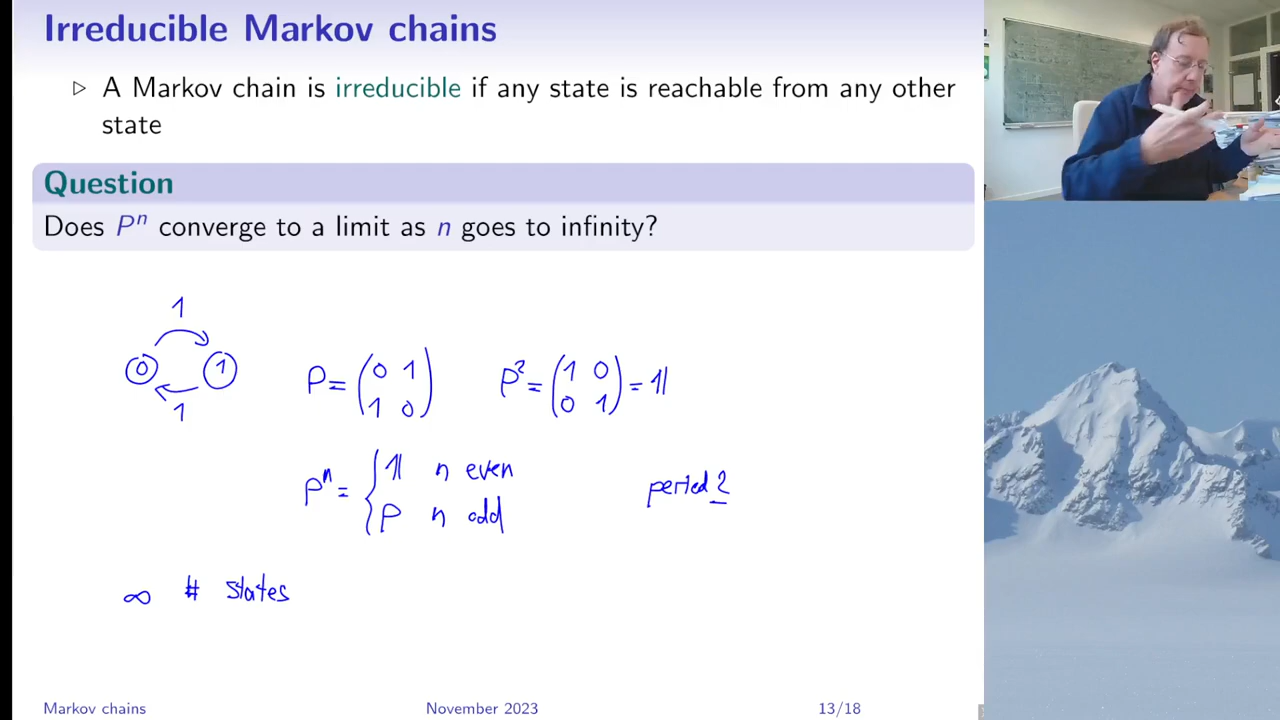 Irreducible Markov chains
▷ A Markov chain is irreducible if any state is reachable from any other
state
Question
Does Pⁿ converge to a limit as n goes to infinity?
1
0 1
1
P = (0 1
1 0)
P² = (1 0
0 1) = 𝟙
Pⁿ = { 𝟙 n even
P n odd
period 2
∞ # states
Markov chains November 2023 13/18